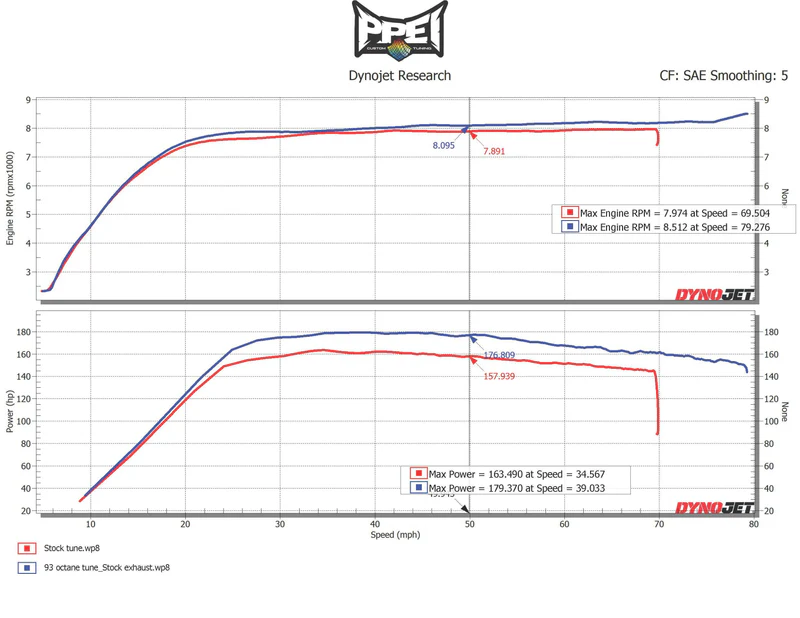 PPEI
CUSTOM TUNING
Dynojet Research
CF: SAE Smoothing: 5
9
8
7
6
5
4
3
Engine RPM (rpmx1000)
8.095
7.891
Max Engine RPM = 7.974 at Speed = 69.504
Max Engine RPM = 8.512 at Speed = 79.276
9
8
7
6
4
3
DYNOJET
180
160
140
120
100
80
60
40
20
Power (hp)
176.809
157.939
Max Power = 163.490 at Speed = 34.567
Max Power = 179.370 at Speed = 39.033
180
160
140
120
100
80
60
40
20
None
DYNOJET
10
20
30
40
50
60
70
80
Speed (mph)
Stock tune.wp8
93 octane tune_Stock exhaust.wp8